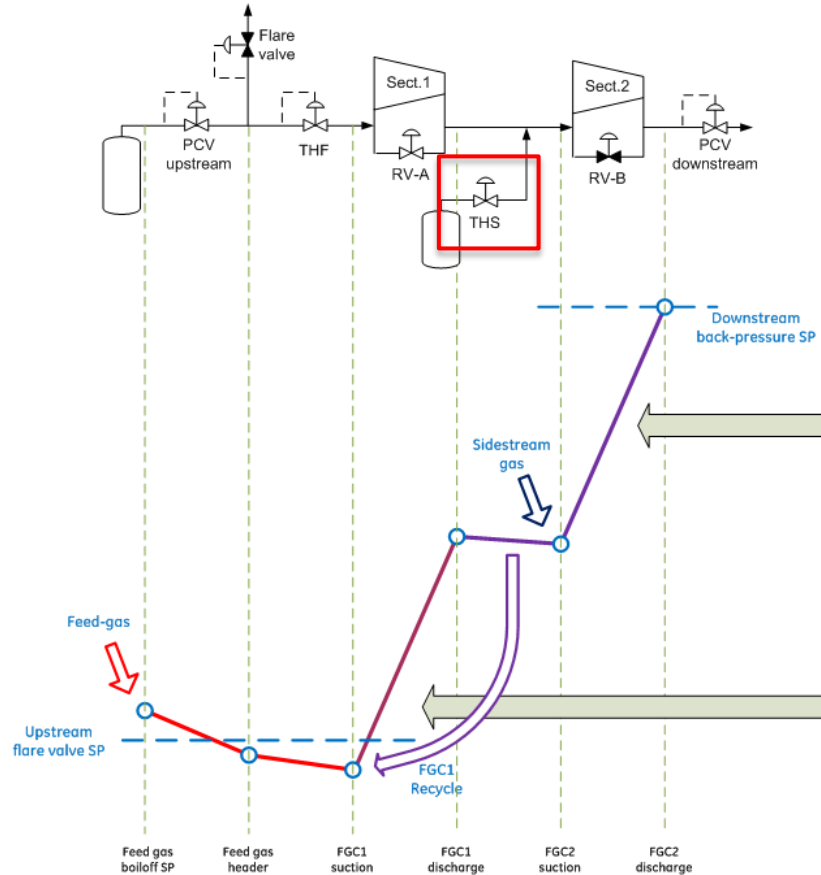 Flare
valve
Sect.1
Sect.2
PCV
upstream
THF
RV-A
THS
RV-B
PCV
downstream
Downstream
back-pressure SP
Sidestream
gas
Feed-gas
Upstream
flare valve SP
FGC1
Recycle
Feed gas
boiloff SP
Feed gas
header
FGC1
suction
FGC1
discharge
FGC2
suction
FGC2
discharge